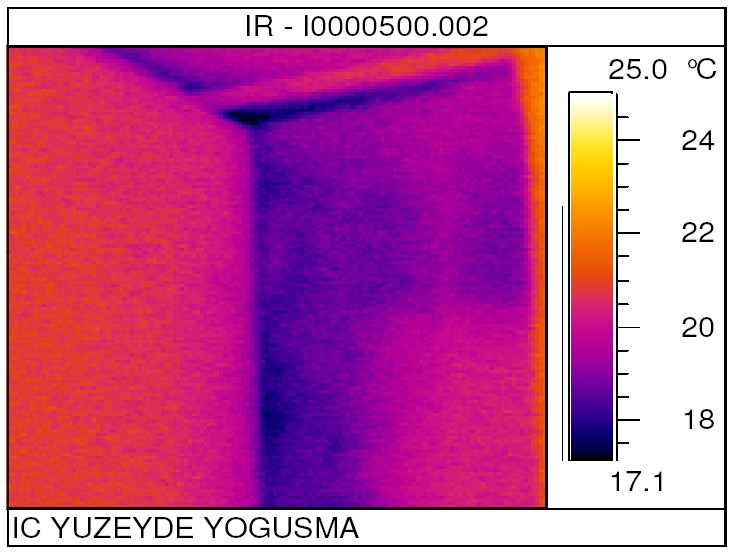 IR - I0000500.002
25.0 °C
24
22
20
18
17.1
IC YUZEYDE YOGUSMA